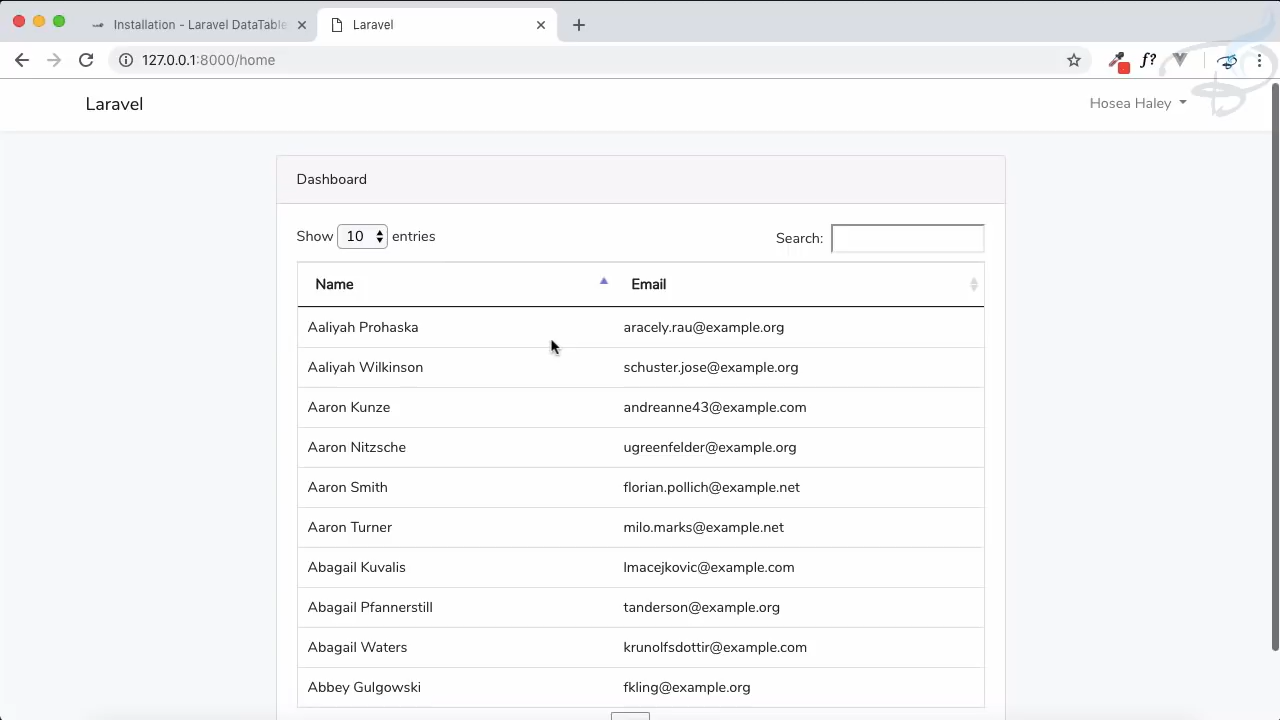 Installation - Laravel DataTable
Laravel
127.0.0.1:8000/home
f?
Laravel
Hosea Haley
Dashboard
Show 10 entries
Search:
Name Email
Aaliyah Prohaska aracely.rau@example.org
Aaliyah Wilkinson schuster.jose@example.org
Aaron Kunze andreanne43@example.com
Aaron Nitzsche ugreenfelder@example.org
Aaron Smith florian.pollich@example.net
Aaron Turner milo.marks@example.net
Abagail Kuvalis lmacejkovic@example.com
Abagail Pfannerstill tanderson@example.org
Abagail Waters krunolfsdottir@example.com
Abbey Gulgowski fkling@example.org